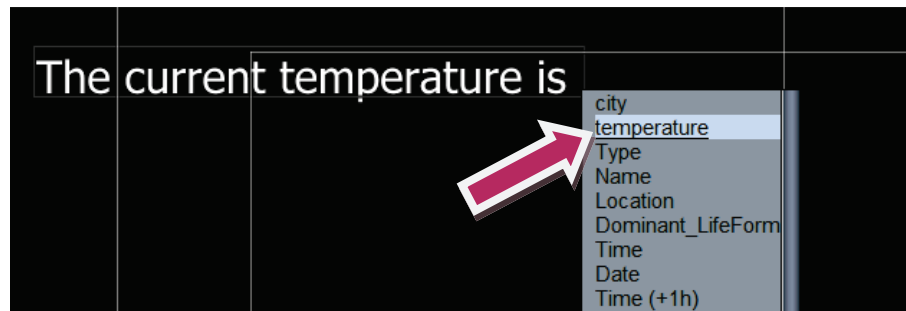 The current temperature is
city
temperature
Type
Name
Location
Dominant_LifeForm
Time
Date
Time (+1h)